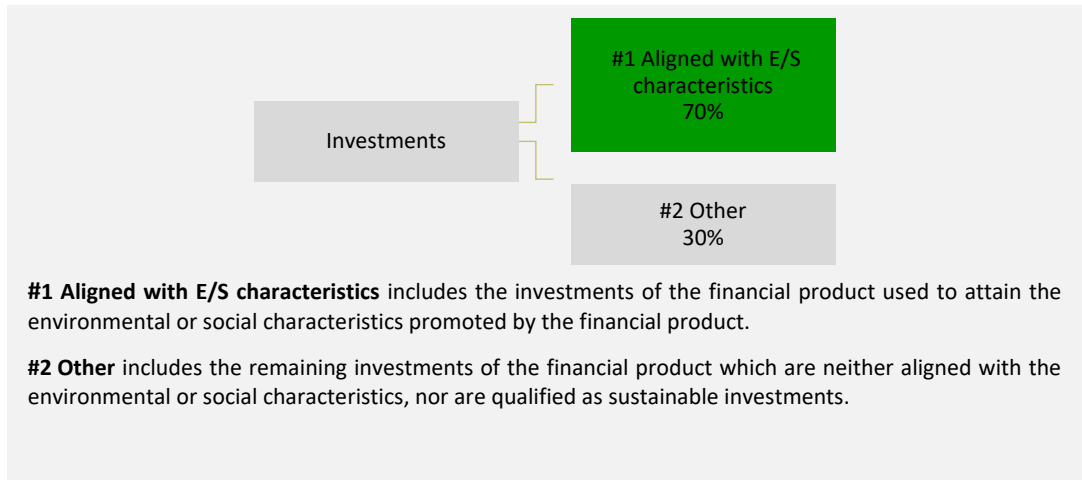 #1 Aligned with E/S
characteristics
70%
Investments
#2 Other
30%
#1 Aligned with E/S characteristics includes the investments of the financial product used to attain the
environmental or social characteristics promoted by the financial product.
#2 Other includes the remaining investments of the financial product which are neither aligned with the
environmental or social characteristics, nor are qualified as sustainable investments.